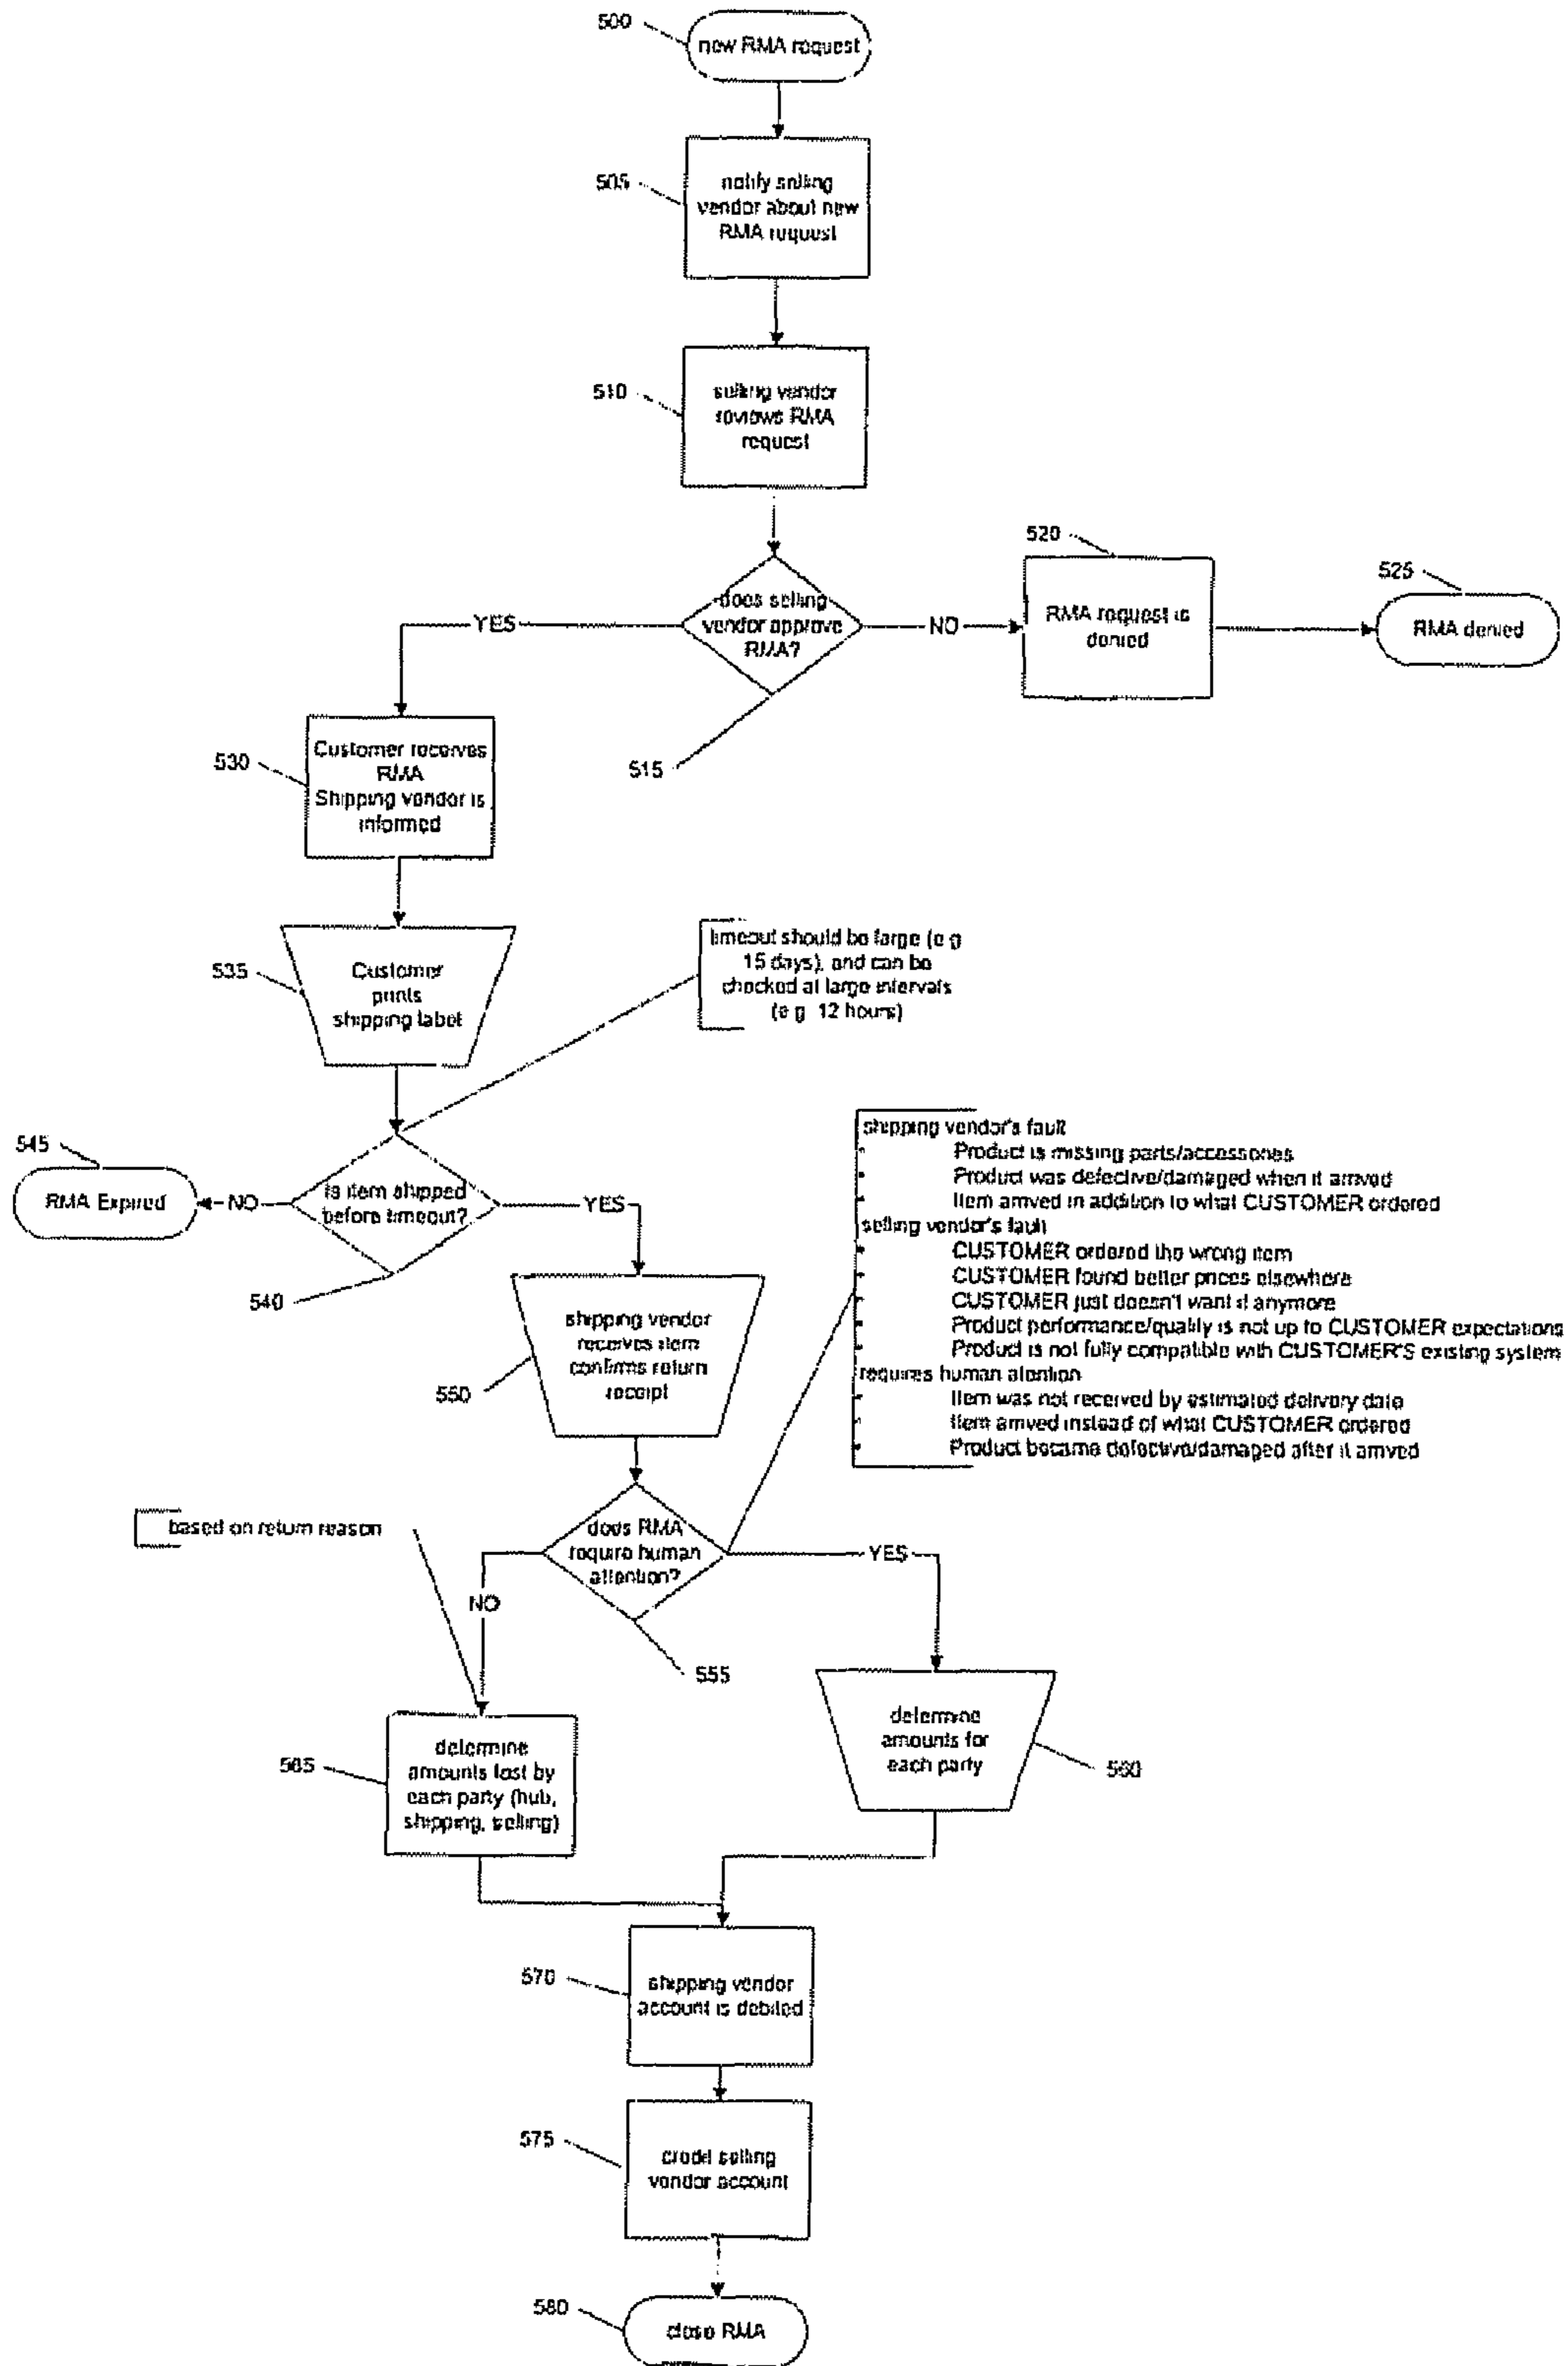 500
new RMA request
505
notify selling
vendor about new
RMA request
510
selling vendor
reviews RMA
request
does selling
vendor approve
RMA?
YES
NO
515
520
RMA request is
denied
525
RMA denied
530
Customer receives
RMA
Shipping vendor is
informed
535
Customer
prints
shipping label
timeout should be large (e g
15 days), and can be
checked at large intervals
(e g 12 hours)
545
RMA Expired
NO
is item shipped
before timeout?
YES
540
shipping vendor's fault
Product is missing parts/accessories
Product was defective/damaged when it arrived
Item arrived in addition to what CUSTOMER ordered
selling vendor's fault
CUSTOMER ordered the wrong item
CUSTOMER found better prices elsewhere
CUSTOMER just doesn't want it anymore
Product performance/quality is not up to CUSTOMER expectations
Product is not fully compatible with CUSTOMER'S existing system
requires human atention
Item was not received by estimated delivery date
Item arrived instead of what CUSTOMER ordered
Product became defective/damaged after it arrived
550
shipping vendor
receives item
confirms return
receipt
based on return reason
does RMA
require human
attention?
YES
NO
555
565
determine
amounts lost by
each party (hub,
shipping, selling)
determine
amounts for
each party
560
570
shipping vendor
account is debited
575
credit selling
vendor account
580
close RMA